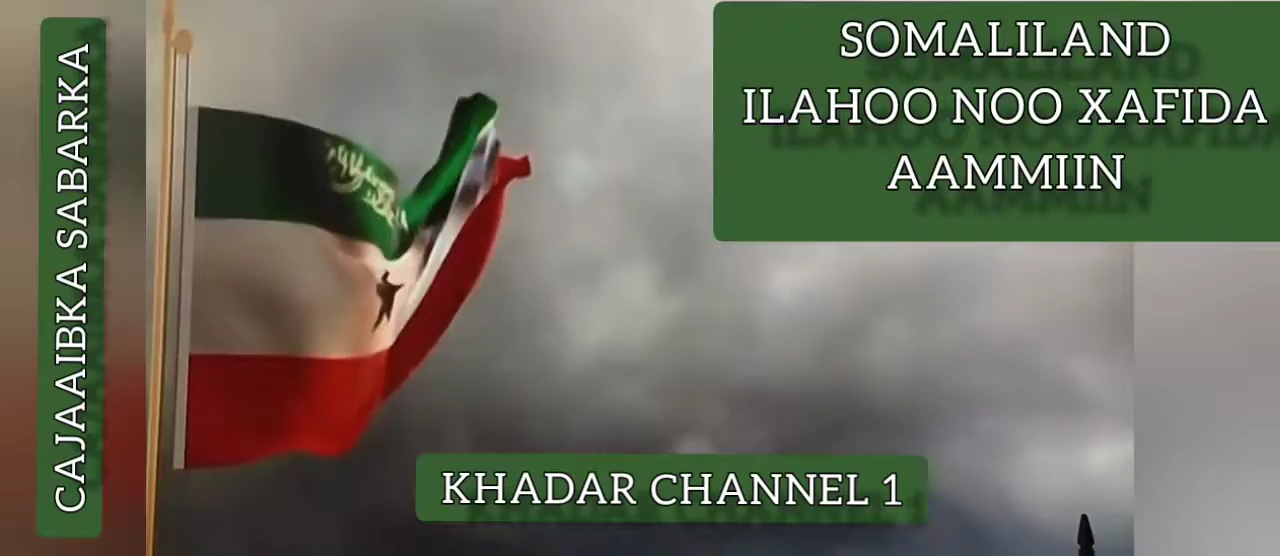 CAJAAIBKA SABARKA
SOMALILAND
ILAHOO NOO XAFIDA
AAMMIIN
KHADAR CHANNEL 1